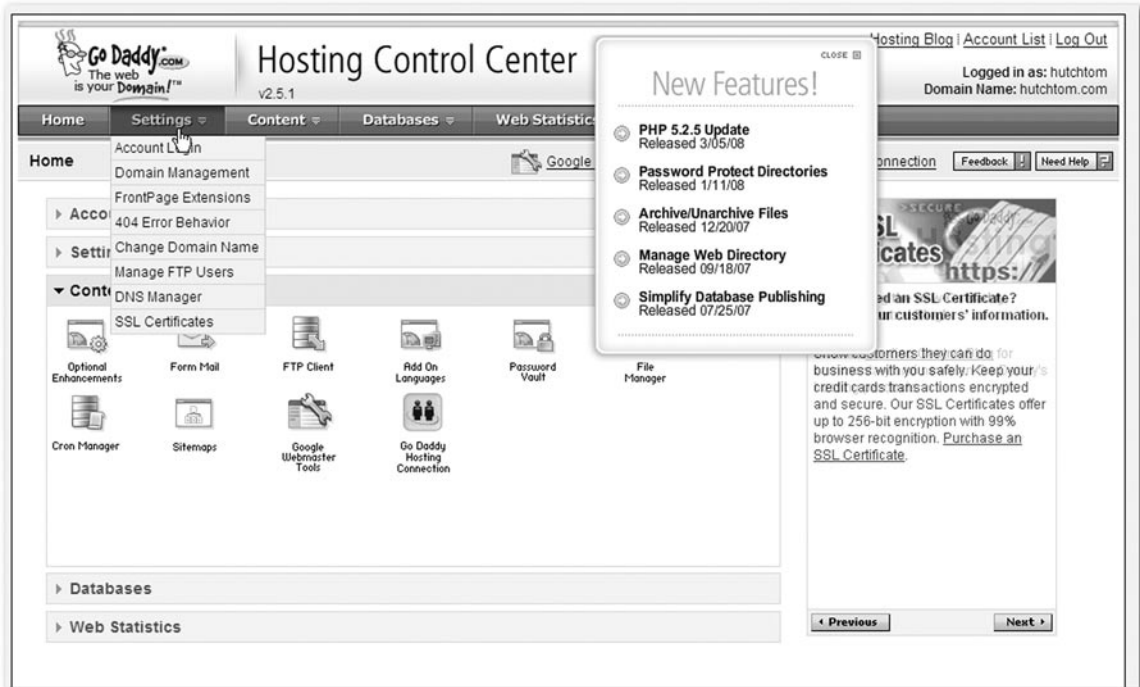 Go Daddy.COM
The web
is your Domain!™
Hosting Control Center
v2.5.1
Hosting Blog | Account List | Log Out
Logged in as: hutchtom
Domain Name: hutchtom.com
Home
Settings
Content
Databases
Web Statistics
Account Login
Domain Management
FrontPage Extensions
404 Error Behavior
Change Domain Name
Manage FTP Users
DNS Manager
SSL Certificates
CLOSE
New Features!
PHP 5.2.5 Update
Released 3/05/08
Password Protect Directories
Released 1/11/08
Archive/Unarchive Files
Released 12/20/07
Manage Web Directory
Released 09/18/07
Simplify Database Publishing
Released 07/25/07
Home
Google
Feedback
Need Help
Optional
Enhancements
Form Mail
FTP Client
Add On
Languages
Password
Vault
File
Manager
Cron Manager
Sitemaps
Google
Webmaster
Tools
Go Daddy
Hosting
Connection
Databases
Web Statistics
https://
an SSL Certificate?
customers' information.
Show customers they can do
business with you safely. Keep your
credit cards transactions encrypted
and secure. Our SSL Certificates offer
up to 256-bit encryption with 99%
browser recognition. Purchase an
SSL Certificate.
Previous
Next